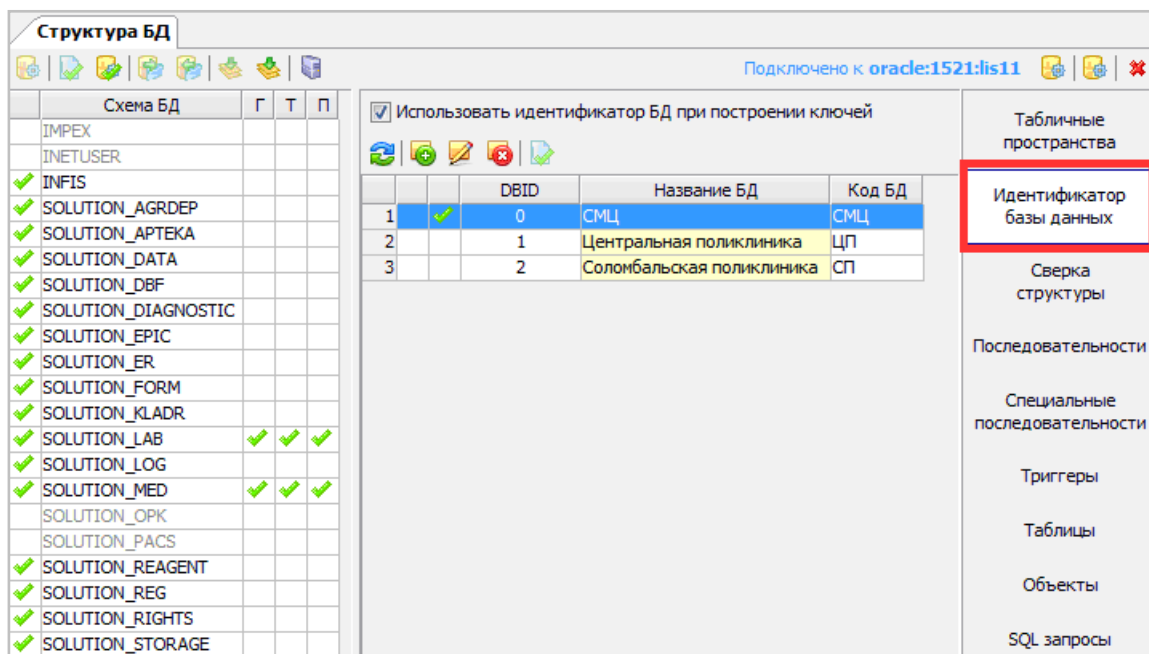 Структура БД
Подключено к oracle:1521:lis11
Схема БД Г Т П
IMPEX
INETUSER
INFIS
SOLUTION_AGRDEP
SOLUTION_APTEKA
SOLUTION_DATA
SOLUTION_DBF
SOLUTION_DIAGNOSTIC
SOLUTION_EPIC
SOLUTION_ER
SOLUTION_FORM
SOLUTION_KLADR
SOLUTION_LAB
SOLUTION_LOG
SOLUTION_MED
SOLUTION_OPK
SOLUTION_PACS
SOLUTION_REAGENT
SOLUTION_REG
SOLUTION_RIGHTS
SOLUTION_STORAGE
Использовать идентификатор БД при построении ключей
DBID Название БД Код БД
1 0 СМЦ СМЦ
2 1 Центральная поликлиника ЦП
3 2 Соломбальская поликлиника СП
Табличные
пространства
Идентификатор
базы данных
Сверка
структуры
Последовательности
Специальные
последовательности
Триггеры
Таблицы
Объекты
SQL запросы